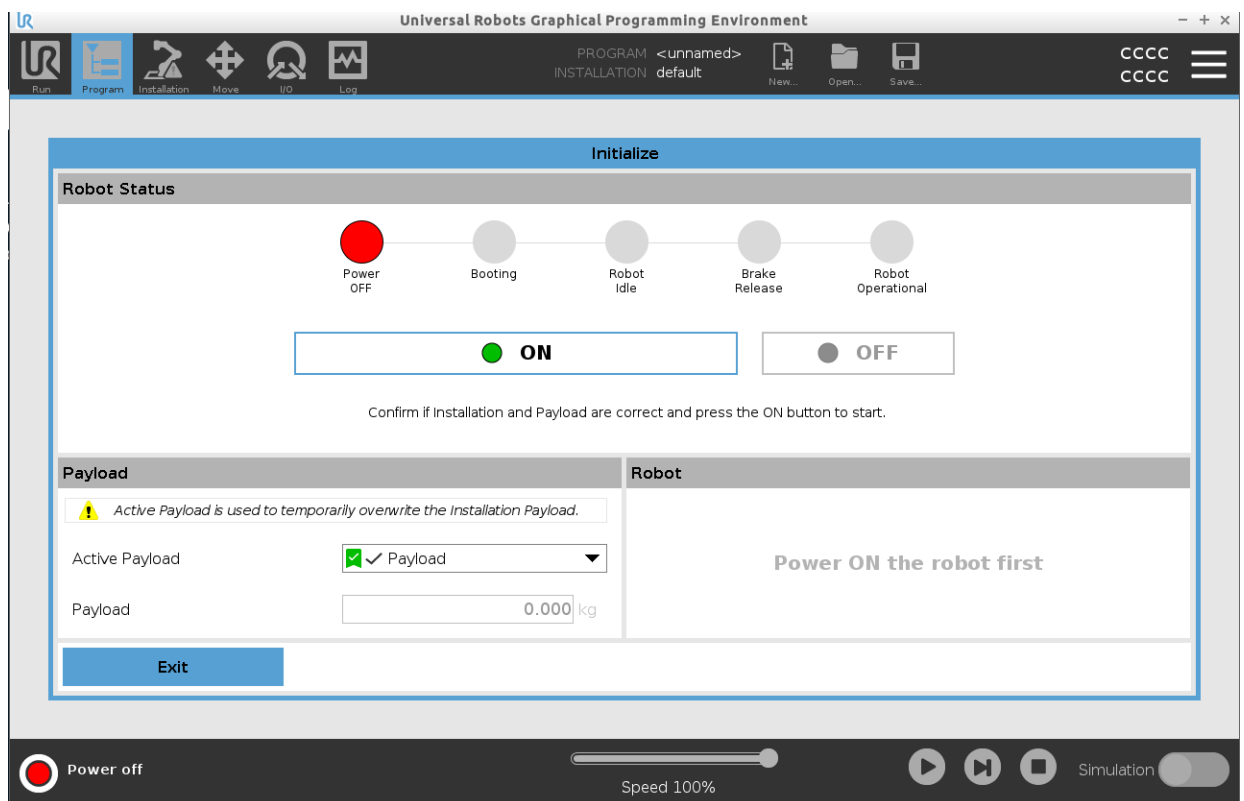 Universal Robots Graphical Programming Environment
PROGRAM <unnamed>
INSTALLATION default
CCCC
CCCC
Run
Program
Installation
Move
I/O
Log
New...
Open...
Save...
Initialize
Robot Status
Power OFF
Booting
Robot Idle
Brake Release
Robot Operational
ON
OFF
Confirm if Installation and Payload are correct and press the ON button to start.
Payload
Robot
Active Payload is used to temporarily overwrite the Installation Payload.
Active Payload
Payload
Power ON the robot first
Payload
0.000 kg
Exit
Power off
Speed 100%
Simulation